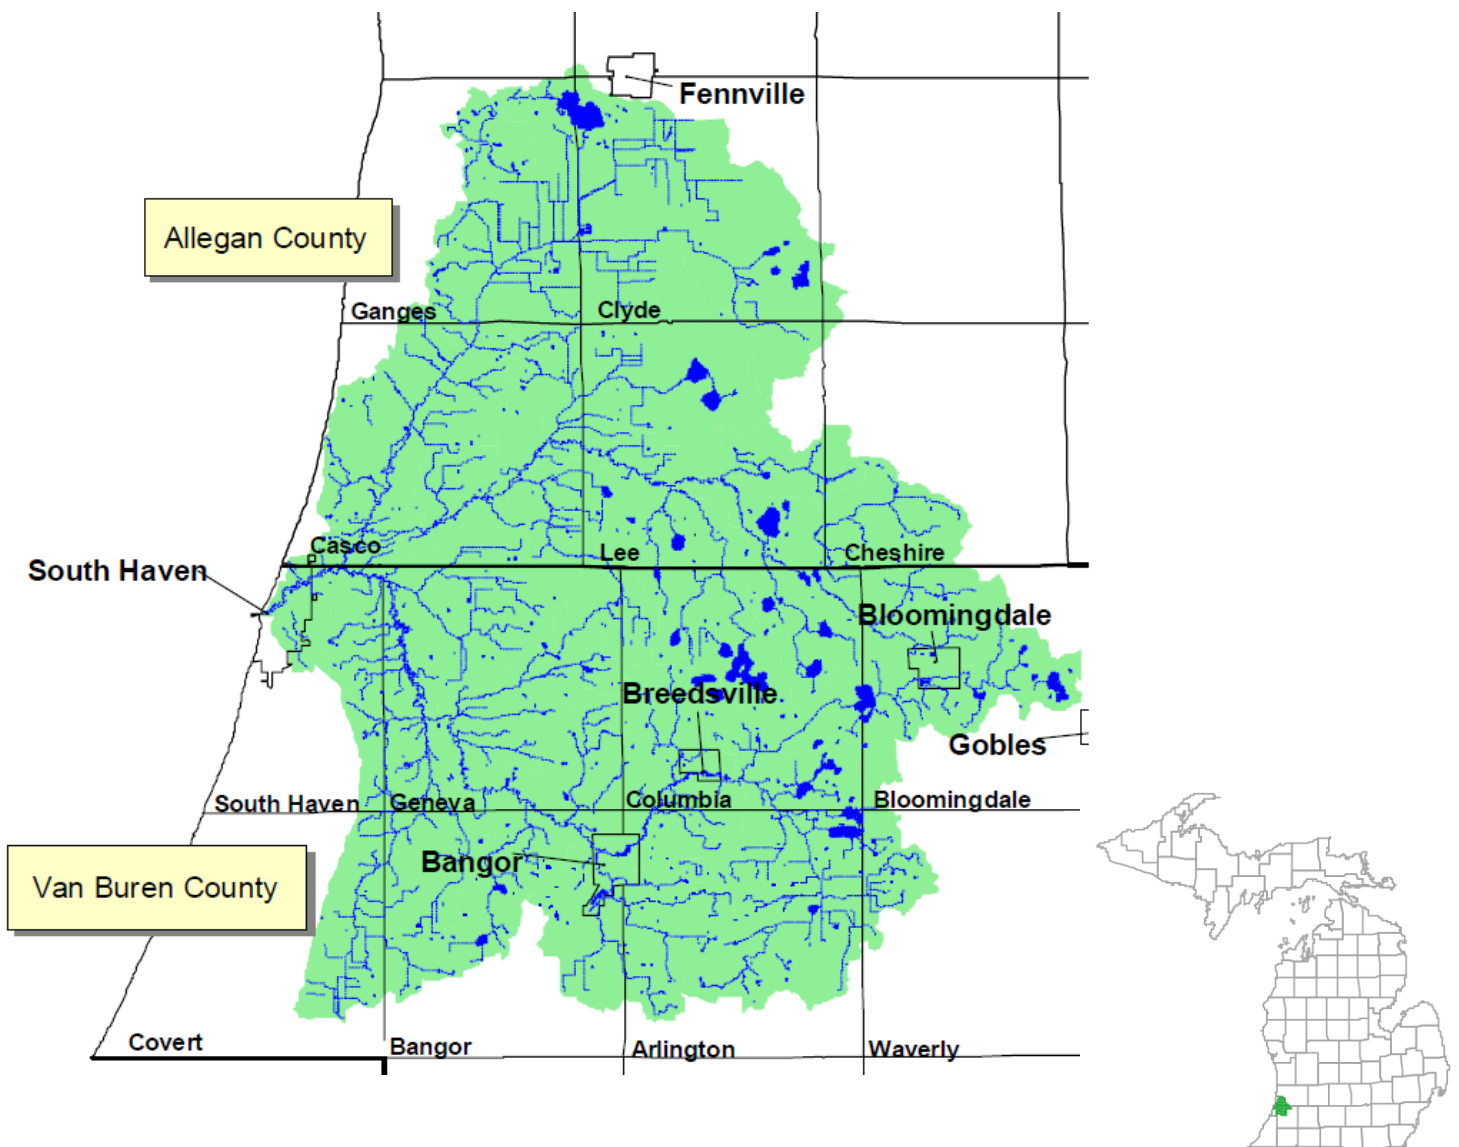 Fennville
Allegan County
Ganges
Clyde
Casco
Lee
Cheshire
South Haven
Bloomingdale
Breedsville
Gobles
South Haven
Geneva
Columbia
Bloomingdale
Bangor
Van Buren County
Covert
Bangor
Arlington
Waverly